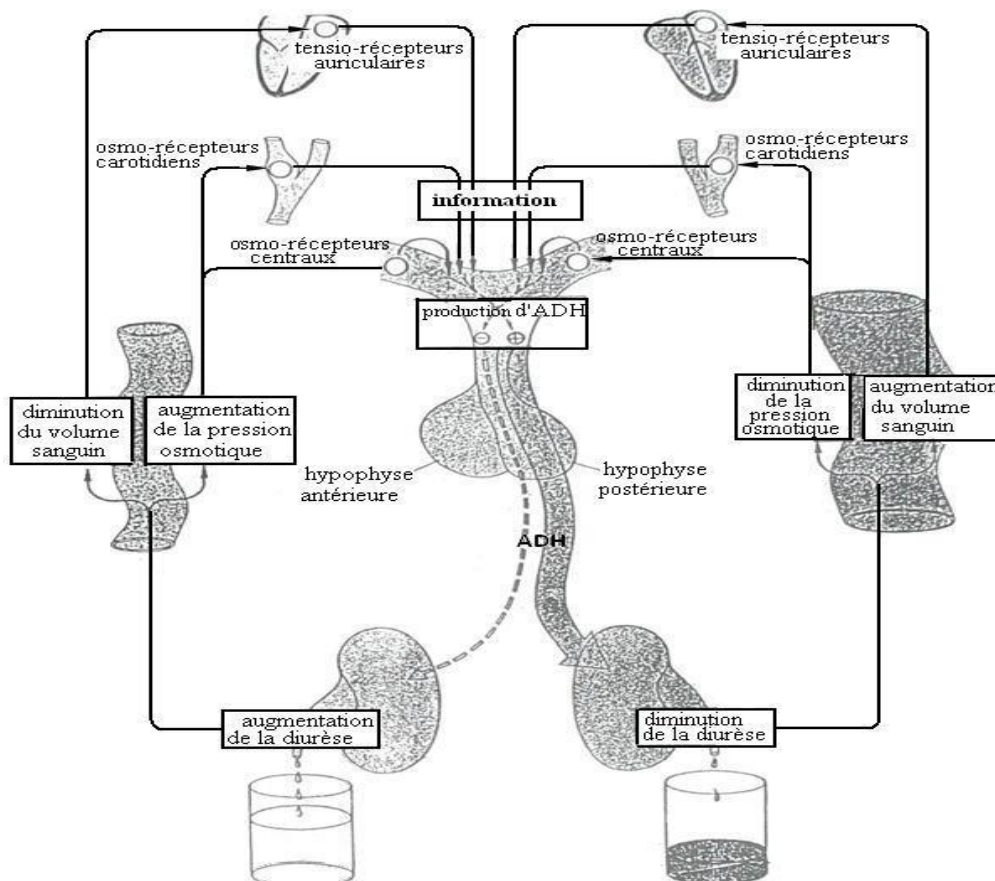 tensio-récepteurs
auriculaires
tensio-récepteurs
auriculaires
osmo-récepteurs
carotidiens
osmo-récepteurs
carotidiens
information
osmo-récepteurs
centraux
osmo-récepteurs
centraux
production d'ADH
diminution
du volume
sanguin
augmentation
de la pression
osmotique
diminution
de la
pression
osmotique
augmentation
du volume
sanguin
hypophyse
antérieure
hypophyse
postérieure
ADH
augmentation
de la diurèse
diminution
de la diurèse